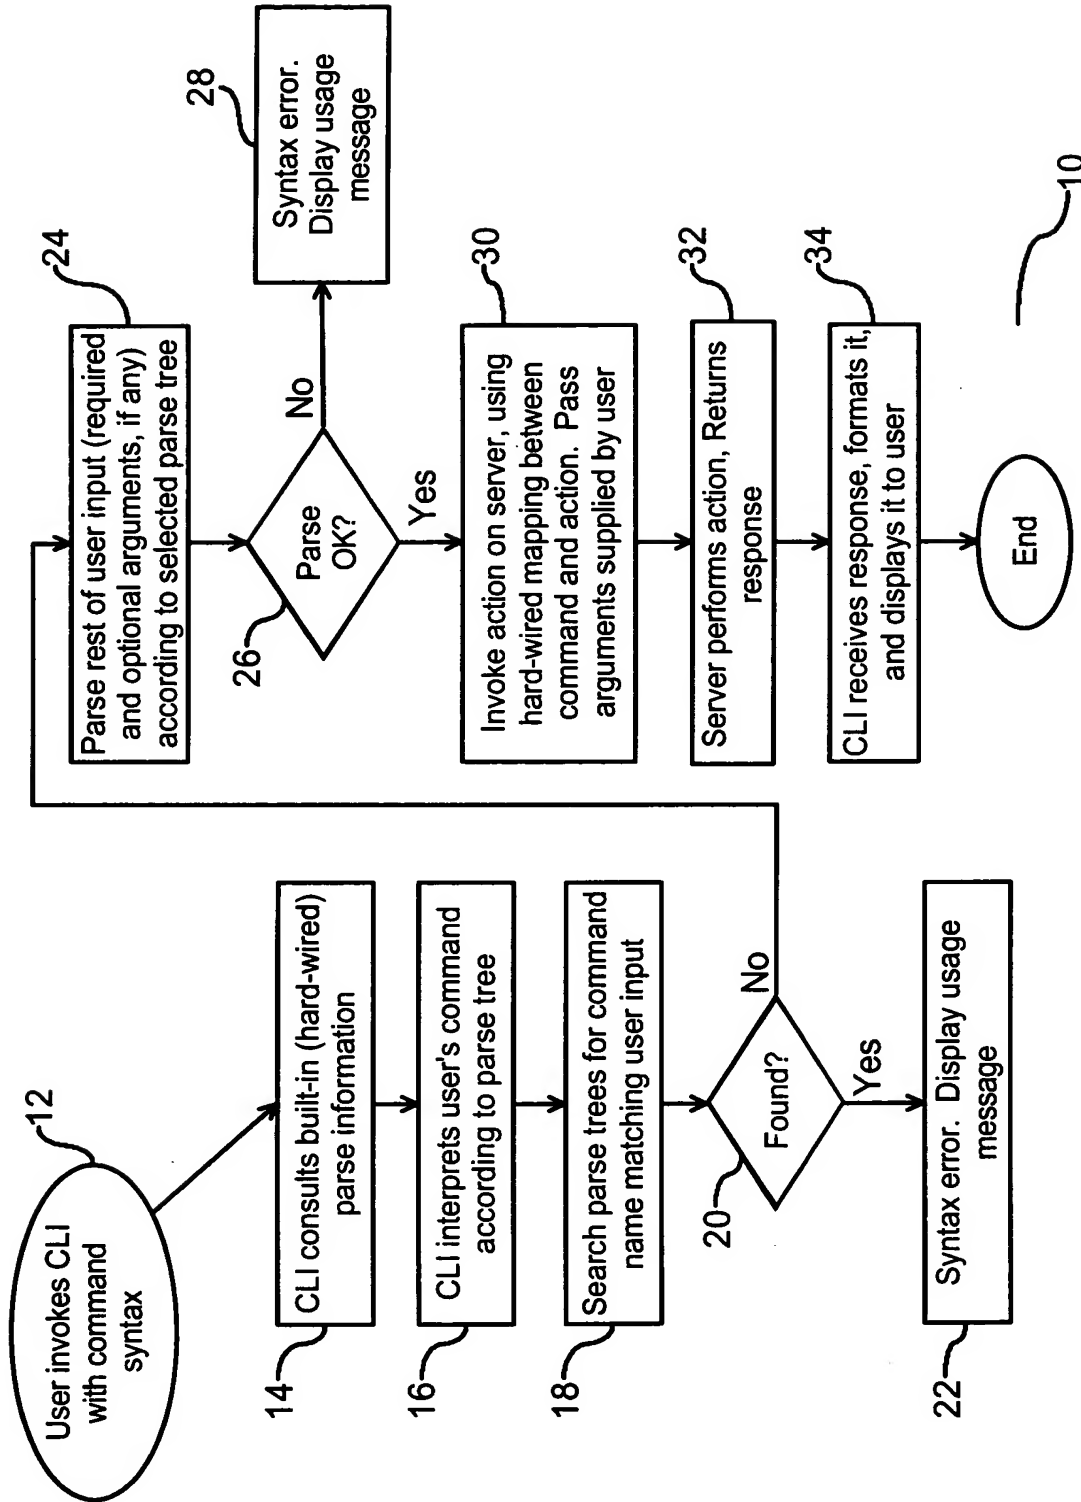 User invokes CLI
with command
syntax
12
CLI consults built-in (hard-wired)
parse information
14
CLI interprets user's command
according to parse tree
16
Search parse trees for command
name matching user input
18
Found?
20
No
Yes
Syntax error. Display usage
message
22
Parse rest of user input (required
and optional arguments, if any)
according to selected parse tree
24
Parse
OK?
26
No
Yes
Syntax error.
Display usage
message
28
Invoke action on server, using
hard-wired mapping between
command and action. Pass
arguments supplied by user
30
Server performs action, Returns
response
32
CLI receives response, formats it,
and displays it to user
34
End
10